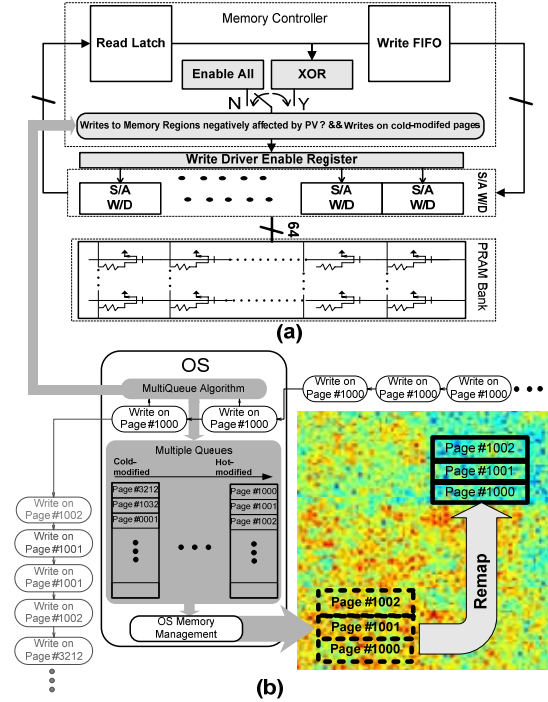 Memory Controller
Read Latch
Write FIFO
Enable All
XOR
N
Y
Writes to Memory Regions negatively affected by PV? && Writes on cold-modifed pages
Write Driver Enable Register
S/A
W/D
S/A
W/D
S/A
W/D
S/A
W/D
64
PRAM Bank
(a)
OS
MultiQueue Algorithm
Write on
Page #1000
Write on
Page #1000
Write on
Page #1000
Write on
Page #1000
Write on
Page #1000
Multiple Queues
Cold-
modified
Hot-
modified
Page #3212
Page #1032
Page #0001
Page #1000
Page #1001
Page #1002
OS Memory
Management
Write on
Page #1002
Write on
Page #1001
Write on
Page #1001
Write on
Page #1002
Write on
Page #3212
Page #1002
Page #1001
Page #1000
Remap
Page #1002
Page #1001
Page #1000
(b)